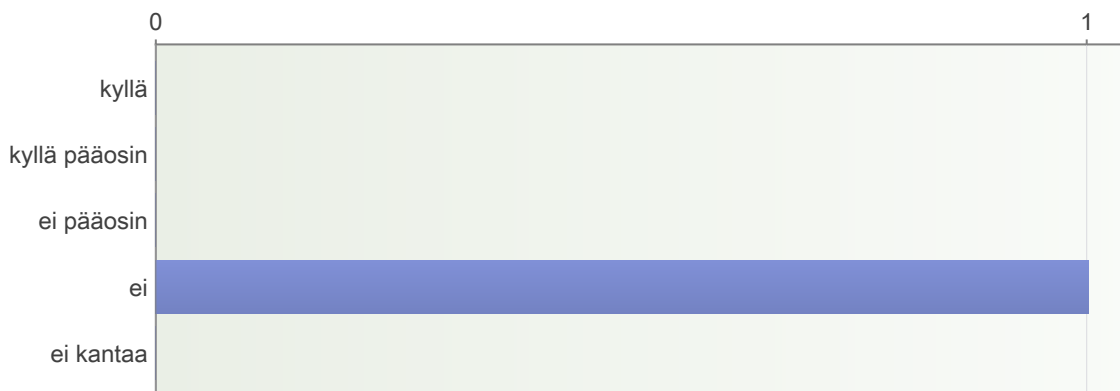 0 1
kyllä
kyllä pääosin
ei pääosin
ei
ei kantaa